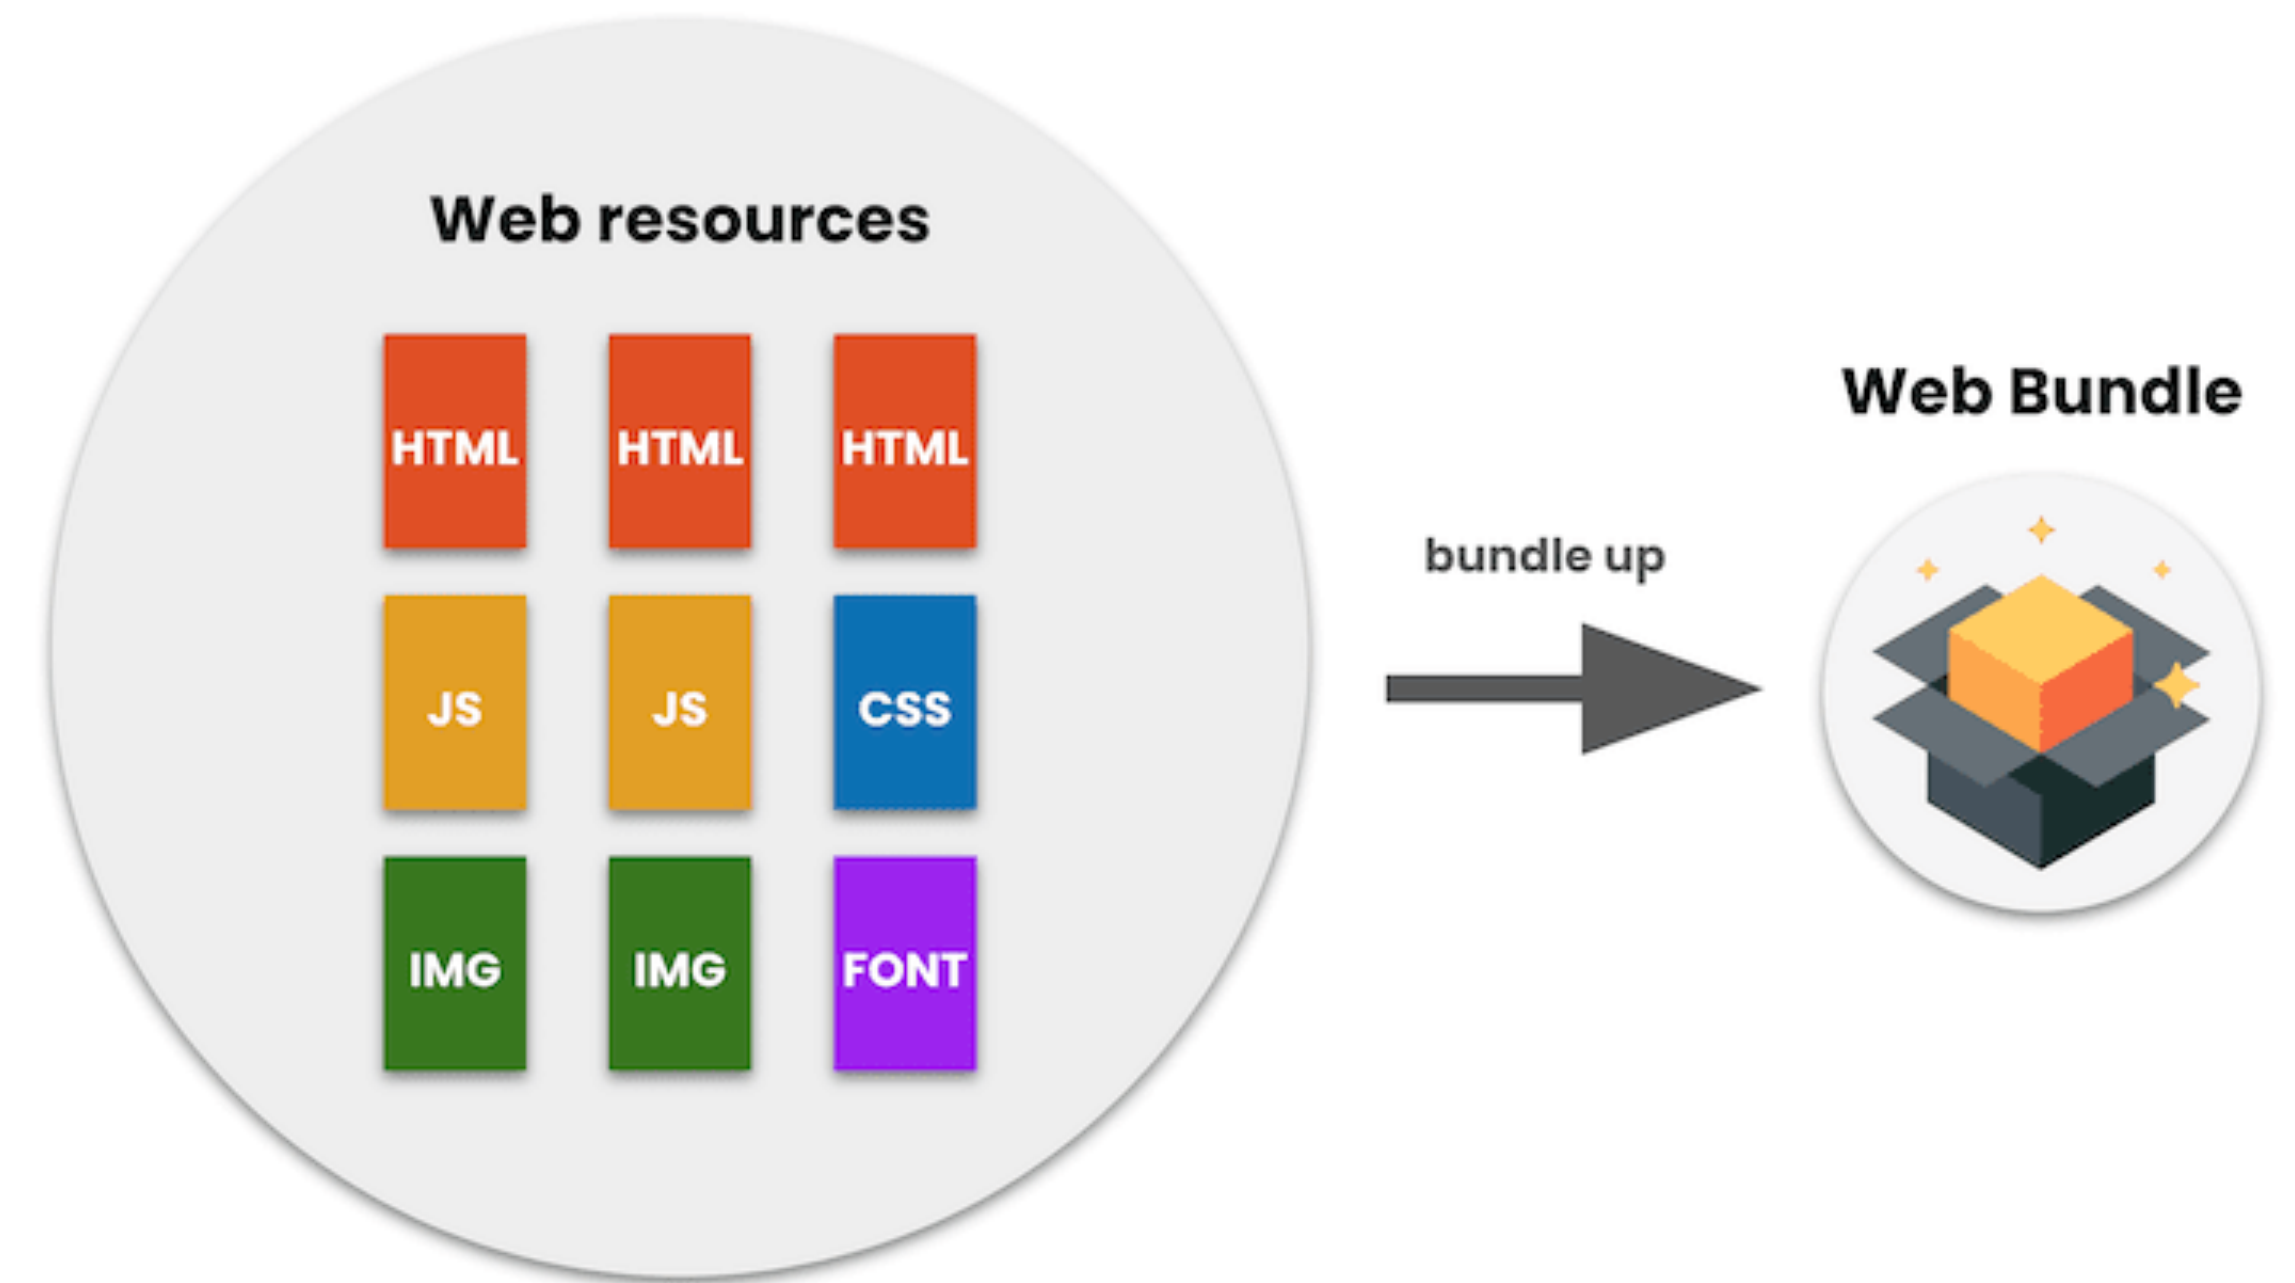 Web resources
HTML HTML HTML
JS JS CSS
IMG IMG FONT
bundle up
Web Bundle